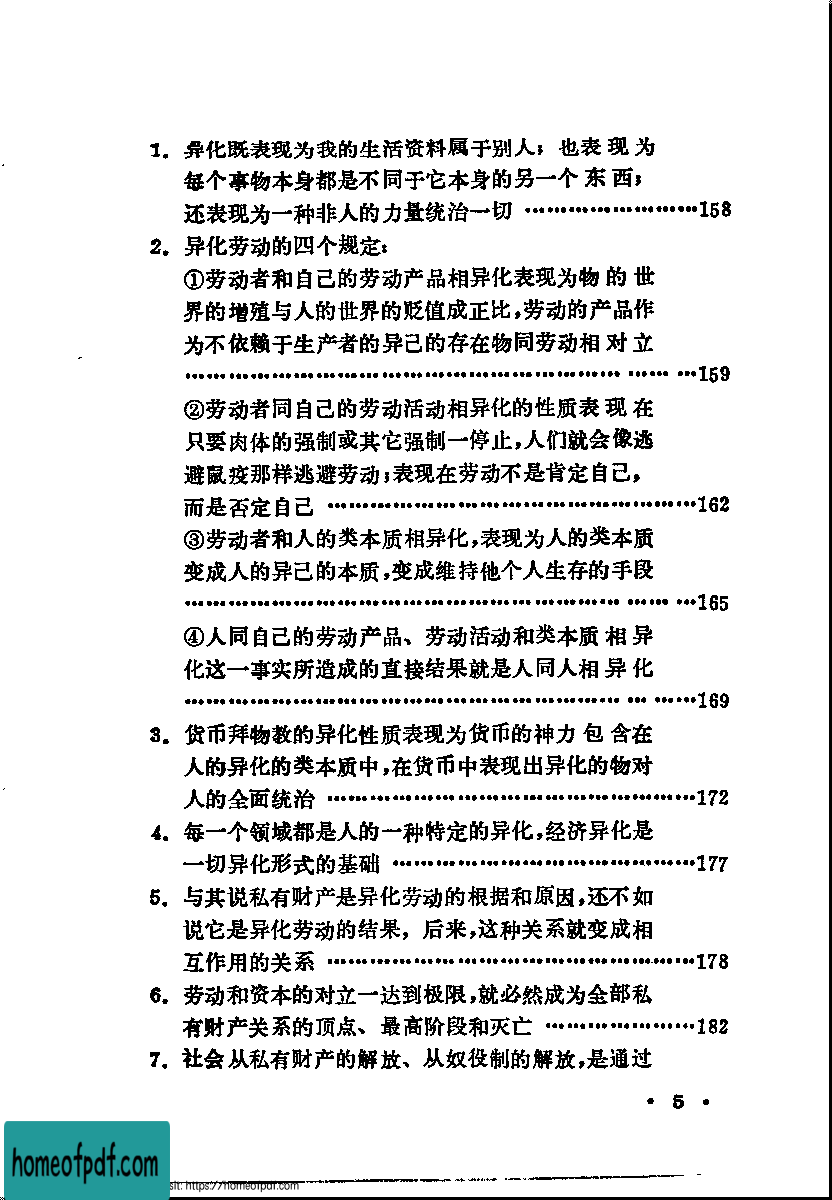 1. 异化既表现为我的生活资料属于别人；也表现为
每个事物本身都是不同于它本身的另一个东西；
还表现为一种非人的力量统治一切 ……………………158
2. 异化劳动的四个规定：
①劳动者和自己的劳动产品相异化表现为物的世
界的增殖与人的世界的贬值成正比，劳动的产品作
为不依赖于生产者的异己的存在物同劳动相对立
……………………………………………………………159
②劳动者同自己的劳动活动相异化的性质表现在
只要肉体的强制或其它强制一停止，人们就会像逃
避鼠疫那样逃避劳动；表现在劳动不是肯定自己，
而是否定自己 ……………………………………………162
③劳动者和人的类本质相异化，表现为人的类本质
变成人的异己的本质，变成维持他个人生存的手段
……………………………………………………………165
④人同自己的劳动产品、劳动活动和类本质相异
化这一事实所造成的直接结果就是人同人相异化
……………………………………………………………169
3. 货币拜物教的异化性质表现为货币的神力包含在
人的异化的类本质中，在货币中表现出异化的物对
人的全面统治 ……………………………………………172
4. 每一个领域都是人的一种特定的异化，经济异化是
一切异化形式的基础 ……………………………………177
5. 与其说私有财产是异化劳动的根据和原因，还不如
说它是异化劳动的结果，后来，这种关系就变成相
互作用的关系 ……………………………………………178
6. 劳动和资本的对立一达到极限，就必然成为全部私
有财产关系的顶点、最高阶段和灭亡 …………………182
7. 社会从私有财产的解放、从奴役制的解放，是通过
• 5 •
homeofpdf.com
sit: https://homeofpdf.com